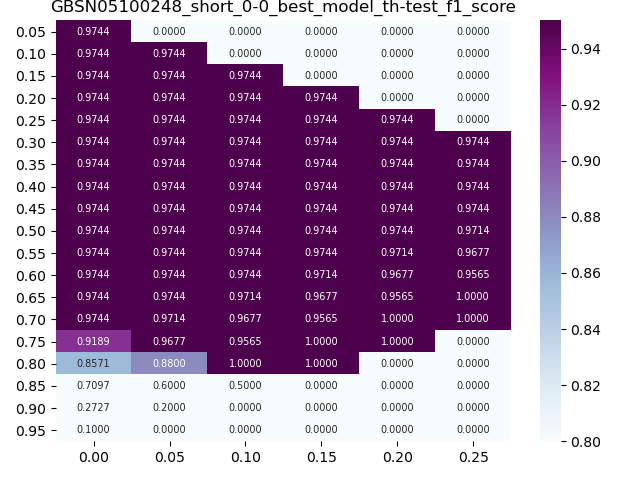 GBSN05100248_short_0-0_best_model_th-test_f1_score
0.05 0.9744 0.0000 0.0000 0.0000 0.0000 0.0000
0.10 0.9744 0.9744 0.0000 0.0000 0.0000 0.0000
0.15 0.9744 0.9744 0.9744 0.0000 0.0000 0.0000
0.20 0.9744 0.9744 0.9744 0.9744 0.0000 0.0000
0.25 0.9744 0.9744 0.9744 0.9744 0.9744 0.0000
0.30 0.9744 0.9744 0.9744 0.9744 0.9744 0.9744
0.35 0.9744 0.9744 0.9744 0.9744 0.9744 0.9744
0.40 0.9744 0.9744 0.9744 0.9744 0.9744 0.9744
0.45 0.9744 0.9744 0.9744 0.9744 0.9744 0.9744
0.50 0.9744 0.9744 0.9744 0.9744 0.9744 0.9714
0.55 0.9744 0.9744 0.9744 0.9744 0.9714 0.9677
0.60 0.9744 0.9744 0.9744 0.9714 0.9677 0.9565
0.65 0.9744 0.9744 0.9714 0.9677 0.9565 1.0000
0.70 0.9744 0.9714 0.9677 0.9565 1.0000 1.0000
0.75 0.9189 0.9677 0.9565 1.0000 1.0000 0.0000
0.80 0.8571 0.8800 1.0000 1.0000 0.0000 0.0000
0.85 0.7097 0.6000 0.5000 0.0000 0.0000 0.0000
0.90 0.2727 0.2000 0.0000 0.0000 0.0000 0.0000
0.95 0.1000 0.0000 0.0000 0.0000 0.0000 0.0000
0.00 0.05 0.10 0.15 0.20 0.25
0.94
0.92
0.90
0.88
0.86
0.84
0.82
0.80